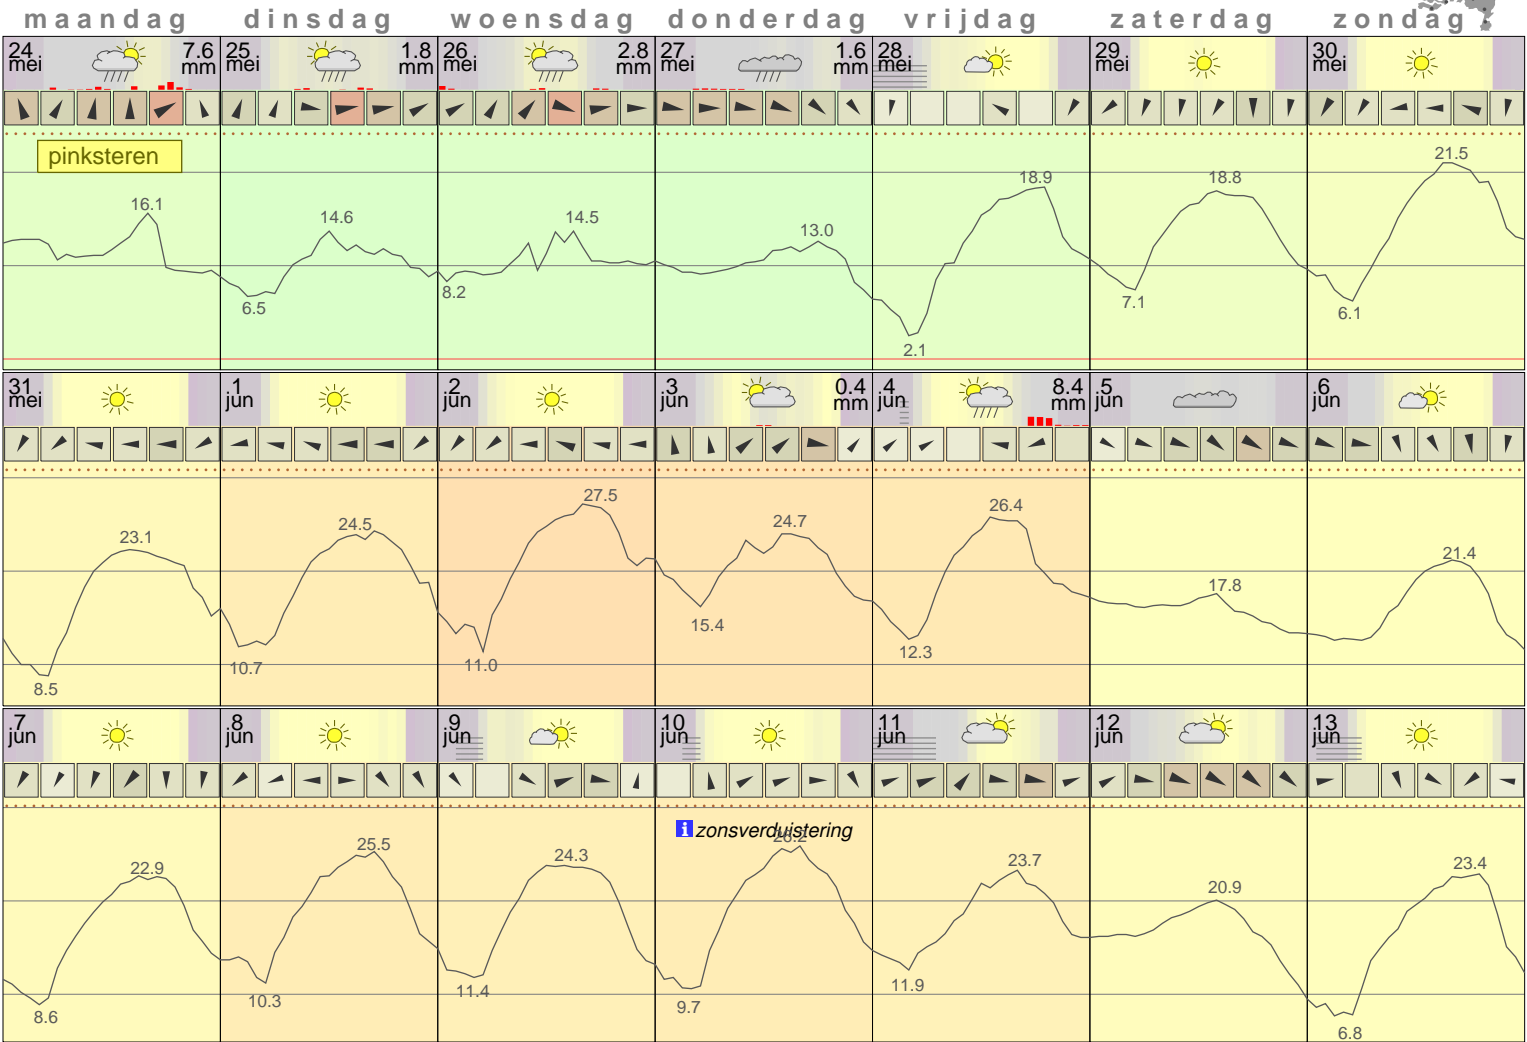 maandag dinsdag woensdag donderdag vrijdag zaterdag zondag
24 mei 7.6 mm 25 mei 1.8 mm 26 mei 2.8 mm 27 mei 1.6 mm 28 mei 29 mei 30 mei
pinksteren
16.1 14.6 6.5 8.2 14.5 13.0 2.1 18.9 7.1 18.8 6.1 21.5
31 mei 1 jun 2 jun 3 jun 0.4 mm 4 jun 8.4 mm 5 jun 6 jun
8.5 23.1 10.7 24.5 11.0 27.5 15.4 24.7 12.3 26.4 17.8 21.4
7 jun 8 jun 9 jun 10 jun 11 jun 12 jun 13 jun
i zonsverduistering
8.6 22.9 10.3 25.5 11.4 24.3 9.7 26.2 11.9 23.7 20.9 6.8 23.4